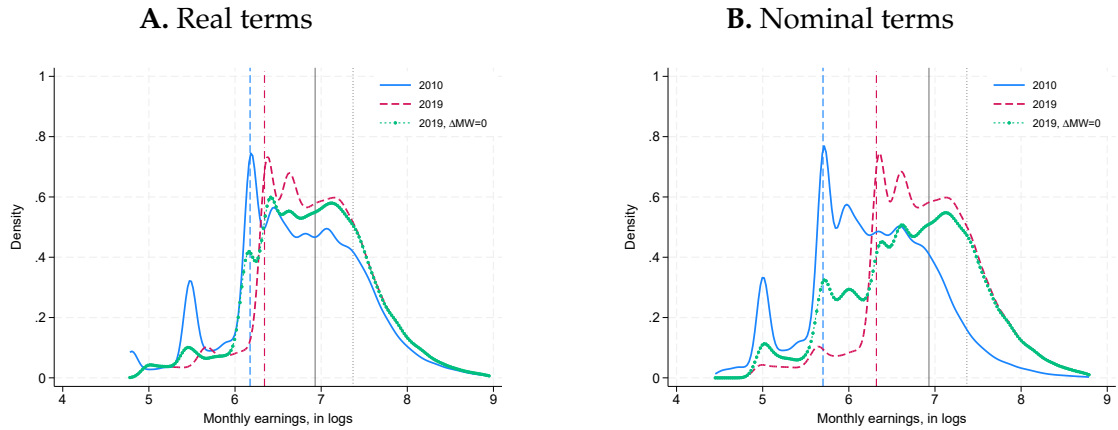 A. Real terms
1
.8
.6
.4
.2
0
Density
4 5 6 7 8 9
Monthly earnings, in logs
2010
2019
2019, ΔMW=0
B. Nominal terms
1
.8
.6
.4
.2
0
Density
4 5 6 7 8 9
Monthly earnings, in logs
2010
2019
2019, ΔMW=0